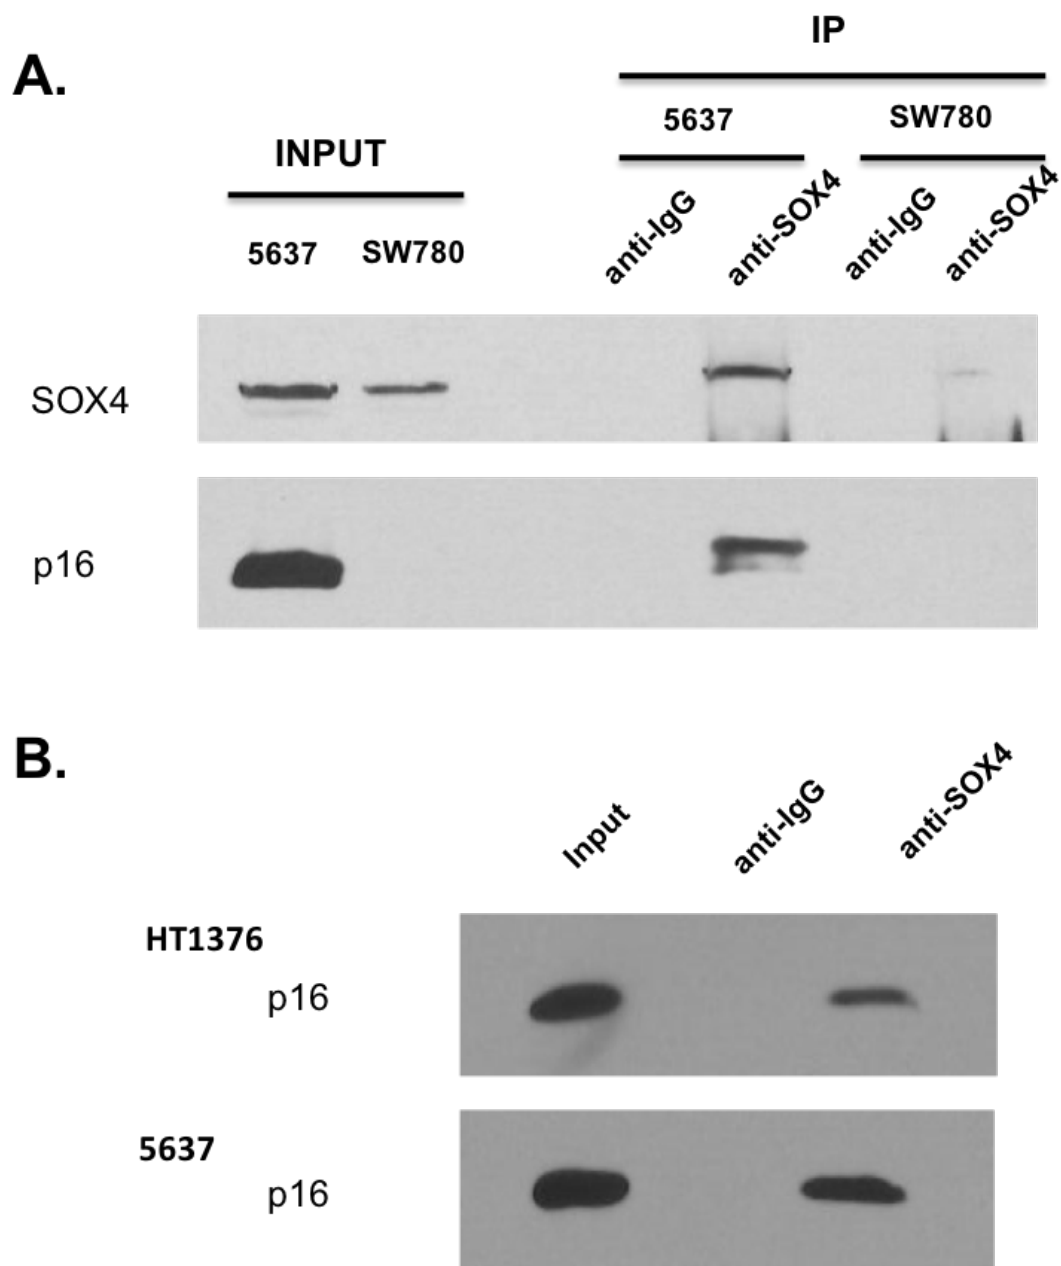 A.
IP
INPUT
5637 SW780
5637 SW780
anti-IgG anti-SOX4 anti-IgG anti-SOX4
SOX4
p16
B.
Input anti-IgG anti-SOX4
HT1376
p16
5637
p16